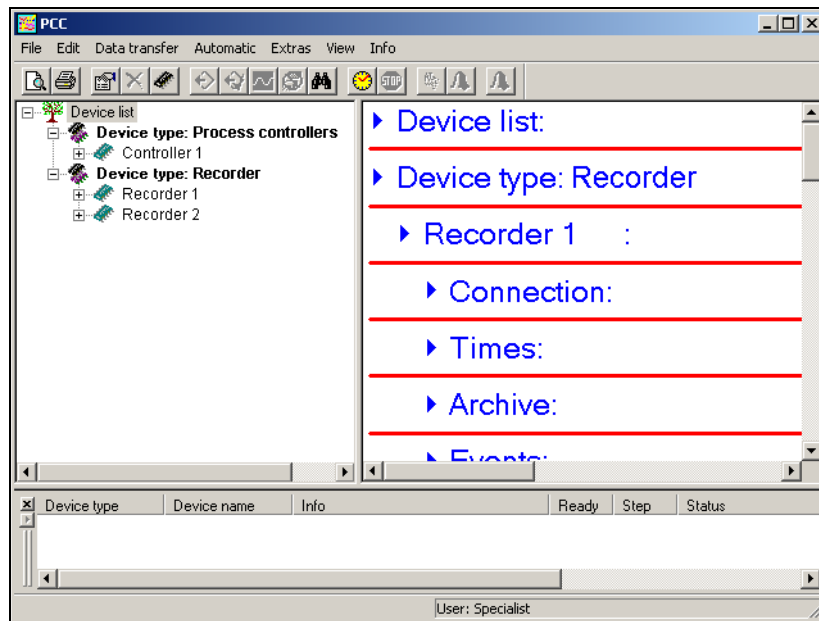 PCC
File Edit Data transfer Automatic Extras View Info
STOP
Device list
Device type: Process controllers
Controller 1
Device type: Recorder
Recorder 1
Recorder 2
Device list:
Device type: Recorder
Recorder 1 :
Connection:
Times:
Archive:
Events:
Device type Device name Info Ready Step Status
User: Specialist